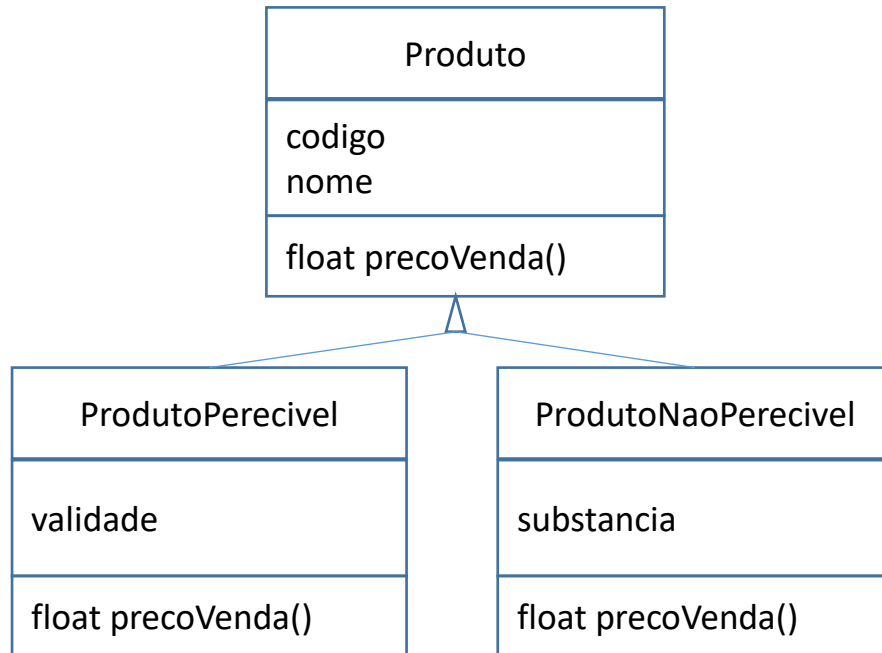 Produto
codigo
nome
float precoVenda()
ProdutoPerecivel
validade
float precoVenda()
ProdutoNaoPerecivel
substancia
float precoVenda()